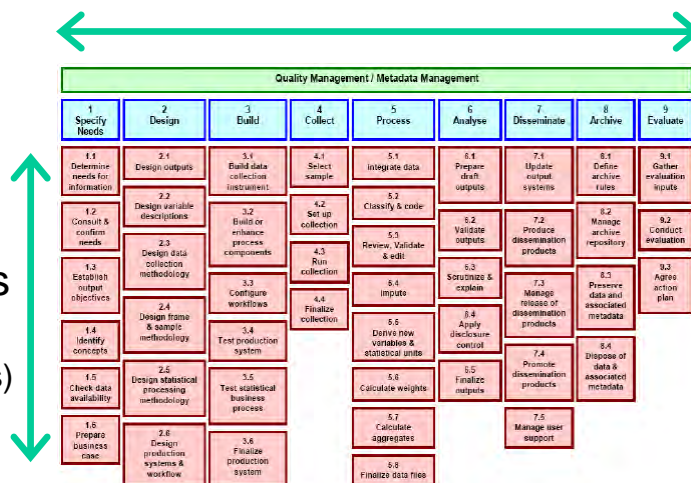 Quality Management / Metadata Management
1
Specify
Needs
2
Design
3
Build
4
Collect
5
Process
6
Analyse
7
Disseminate
8
Archive
9
Evaluate
1.1
Determine
needs for
information
1.2
Consult &
confirm
needs
1.3
Establish
output
objectives
1.4
Identify
concepts
1.5
Check data
availability
1.6
Prepare
business
case
2.1
Design outputs
2.2
Design variable
descriptions
2.3
Design data
collection
methodology
2.4
Design frame
& sample
methodology
2.5
Design statistical
processing
methodology
2.6
Design
production
systems &
workflow
3.1
Build data
collection
instrument
3.2
Build or
enhance
process
components
3.3
Configure
workflows
3.4
Test production
system
3.5
Test statistical
business
process
3.6
Finalize
production
system
4.1
Select
sample
4.2
Set up
collection
4.3
Run
collection
4.4
Finalize
collection
5.1
Integrate data
5.2
Classify & code
5.3
Review, Validate
& edit
5.4
Impute
5.5
Derive new
variables &
statistical units
5.6
Calculate weights
5.7
Calculate
aggregates
5.8
Finalize data files
6.1
Prepare
draft
outputs
6.2
Validate
outputs
6.3
Scrutinize &
explain
6.4
Apply
disclosure
control
6.5
Finalize
outputs
7.1
Update
output
systems
7.2
Produce
dissemination
products
7.3
Manage
release of
dissemination
products
7.4
Promote
dissemination
products
7.5
Manage user
support
8.1
Define
archive
rules
8.2
Manage
archive
repository
8.3
Preserve
data and
associated
metadata
8.4
Dispose of
data &
associated
metadata
9.1
Gather
evaluation
inputs
9.2
Conduct
evaluation
9.3
Agree
action
plan
s
s)